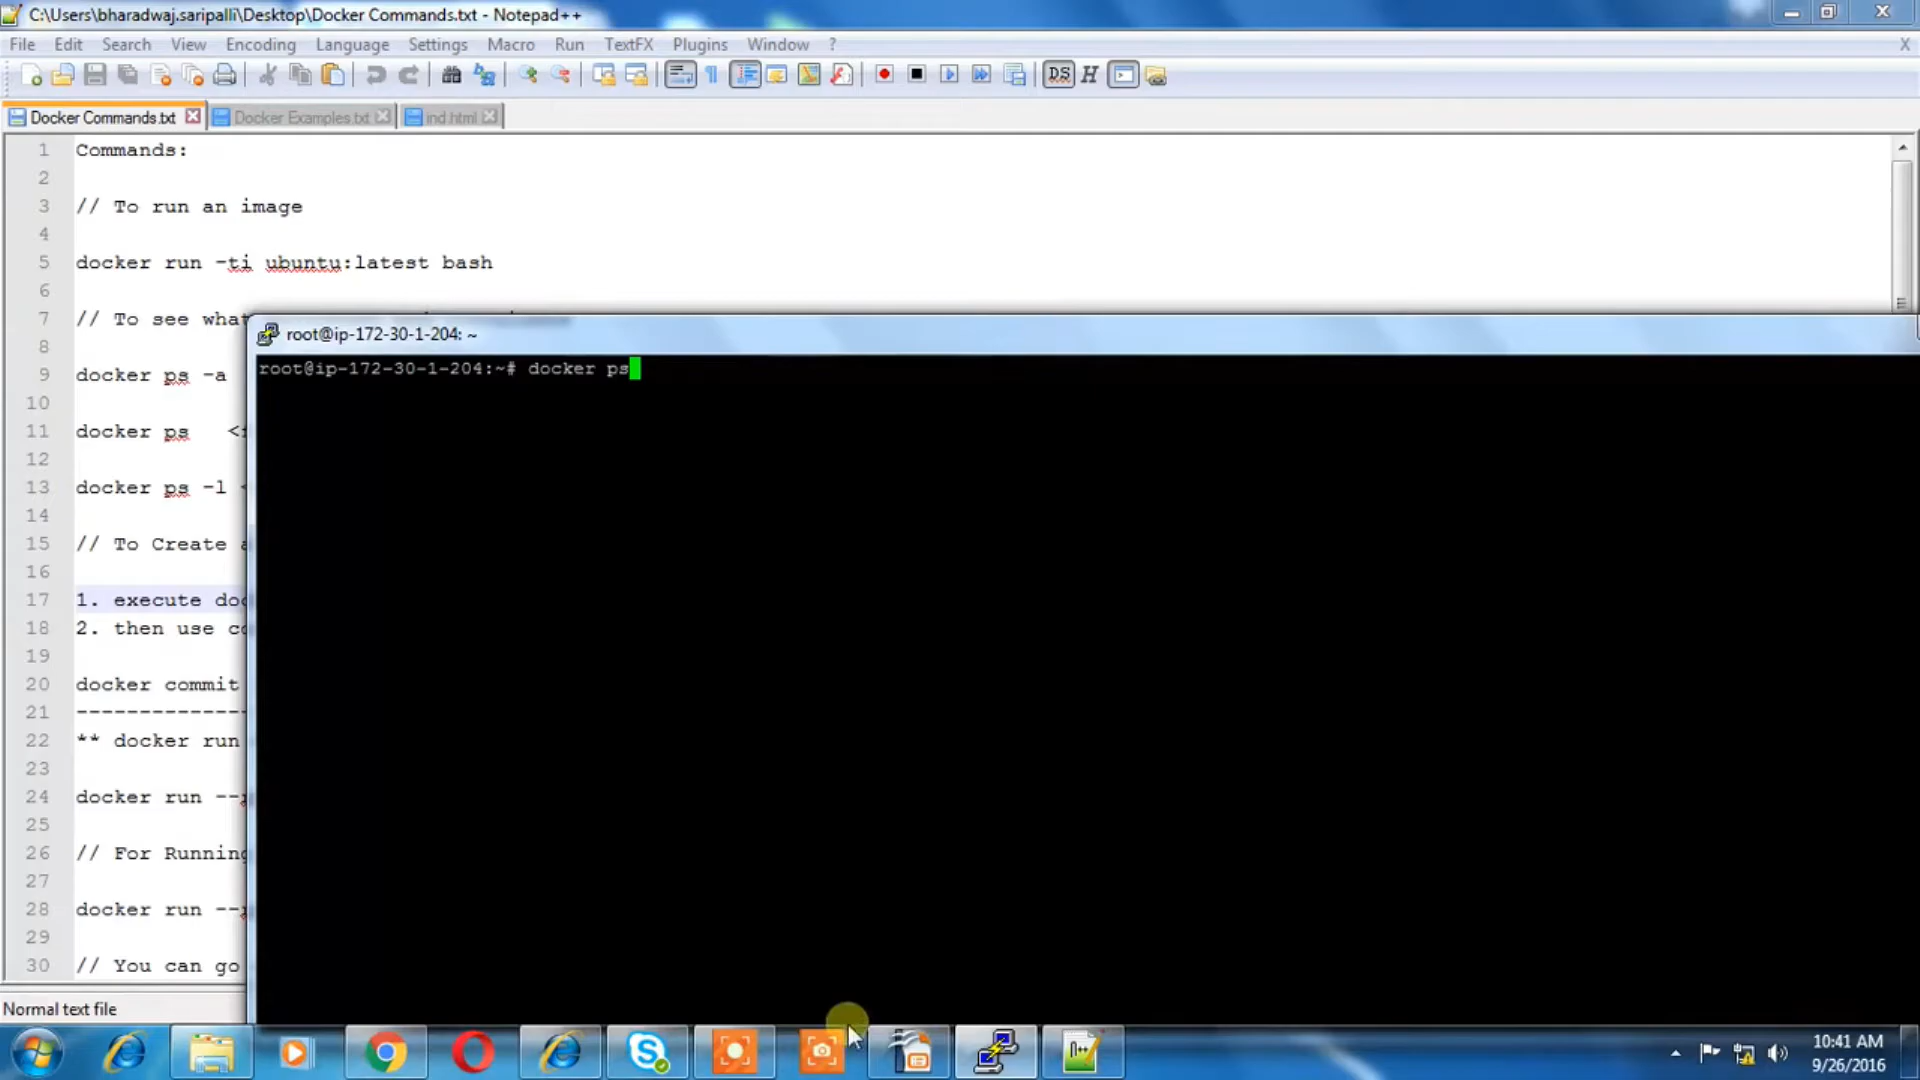 C:\Users\bharadwaj.saripalli\Desktop\Docker Commands.txt - Notepad++
File Edit Search View Encoding Language Settings Macro Run TextFX Plugins Window ? X
Docker Commands.txt Docker Examples.txt ind.html
1 Commands:
2
3 // To run an image
4
5 docker run -ti ubuntu:latest bash
6
7 // To see what
8
9 docker ps -a
10
11 docker ps <
12
13 docker ps -l
14
15 // To Create
16
17 1. execute
18 2. then use
19
20 docker commit
21 -------------
22 ** docker run
23
24 docker run
25
26 // For Running
27
28 docker run
29
30 // You can go
root@ip-172-30-1-204: ~
root@ip-172-30-1-204:~# docker ps
Normal text file
10:41 AM
9/26/2016